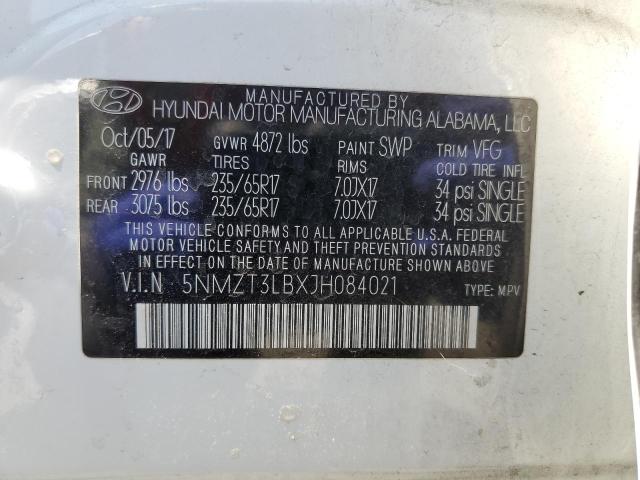 MANUFACTURED BY
HYUNDAI MOTOR MANUFACTURING ALABAMA, LLC
Oct/05/17 GVWR 4872 lbs PAINT SWP TRIM VFG
GAWR TIRES RIMS COLD TIRE INFL
FRONT 2976 lbs 235/65R17 7.0JX17 34 psi SINGLE
REAR 3075 lbs 235/65R17 7.0JX17 34 psi SINGLE
THIS VEHICLE CONFORMS TO ALL APPLICABLE U.S.A. FEDERAL
MOTOR VEHICLE SAFETY AND THEFT PREVENTION STANDARDS
IN EFFECT ON THE DATE OF MANUFACTURE SHOWN ABOVE.
V.I.N 5NMZT3LBXJH084021 TYPE: MPV